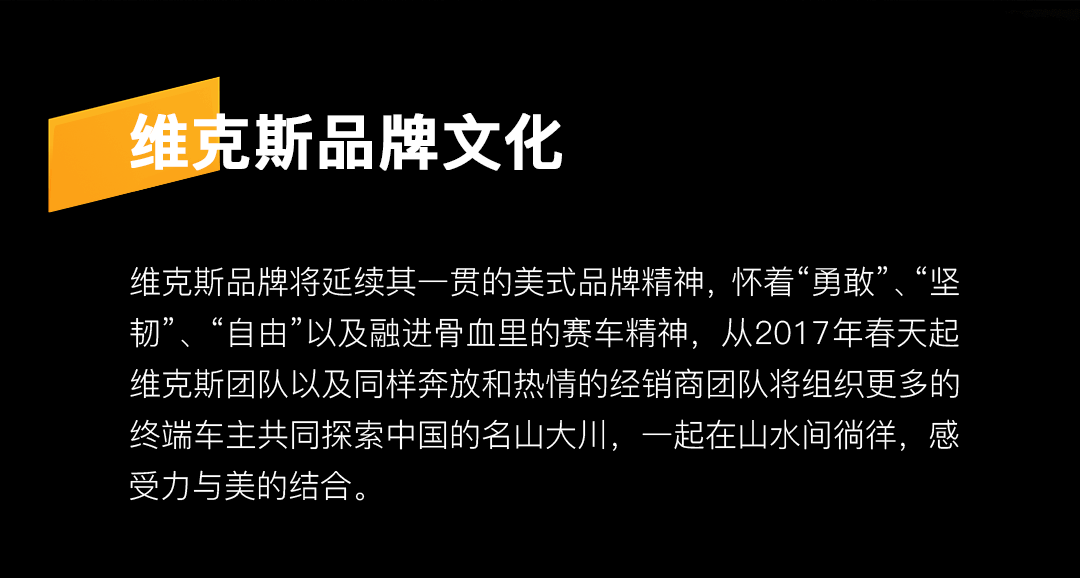 维克斯品牌文化
维克斯品牌将延续其一贯的美式品牌精神，怀着“勇敢”、“坚
韧”、“自由”以及融进骨血里的赛车精神，从2017年春天起
维克斯团队以及同样奔放和热情的经销商团队将组织更多的
终端车主共同探索中国的名山大川，一起在山水间徜徉，感
受力与美的结合。